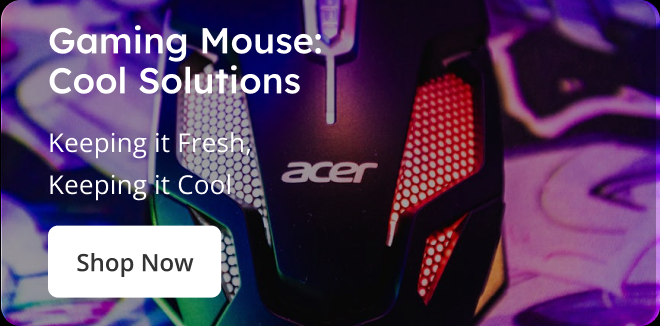 Gaming Mouse:
Cool Solutions
Keeping it Fresh,
Keeping it Cool
acer
Shop Now